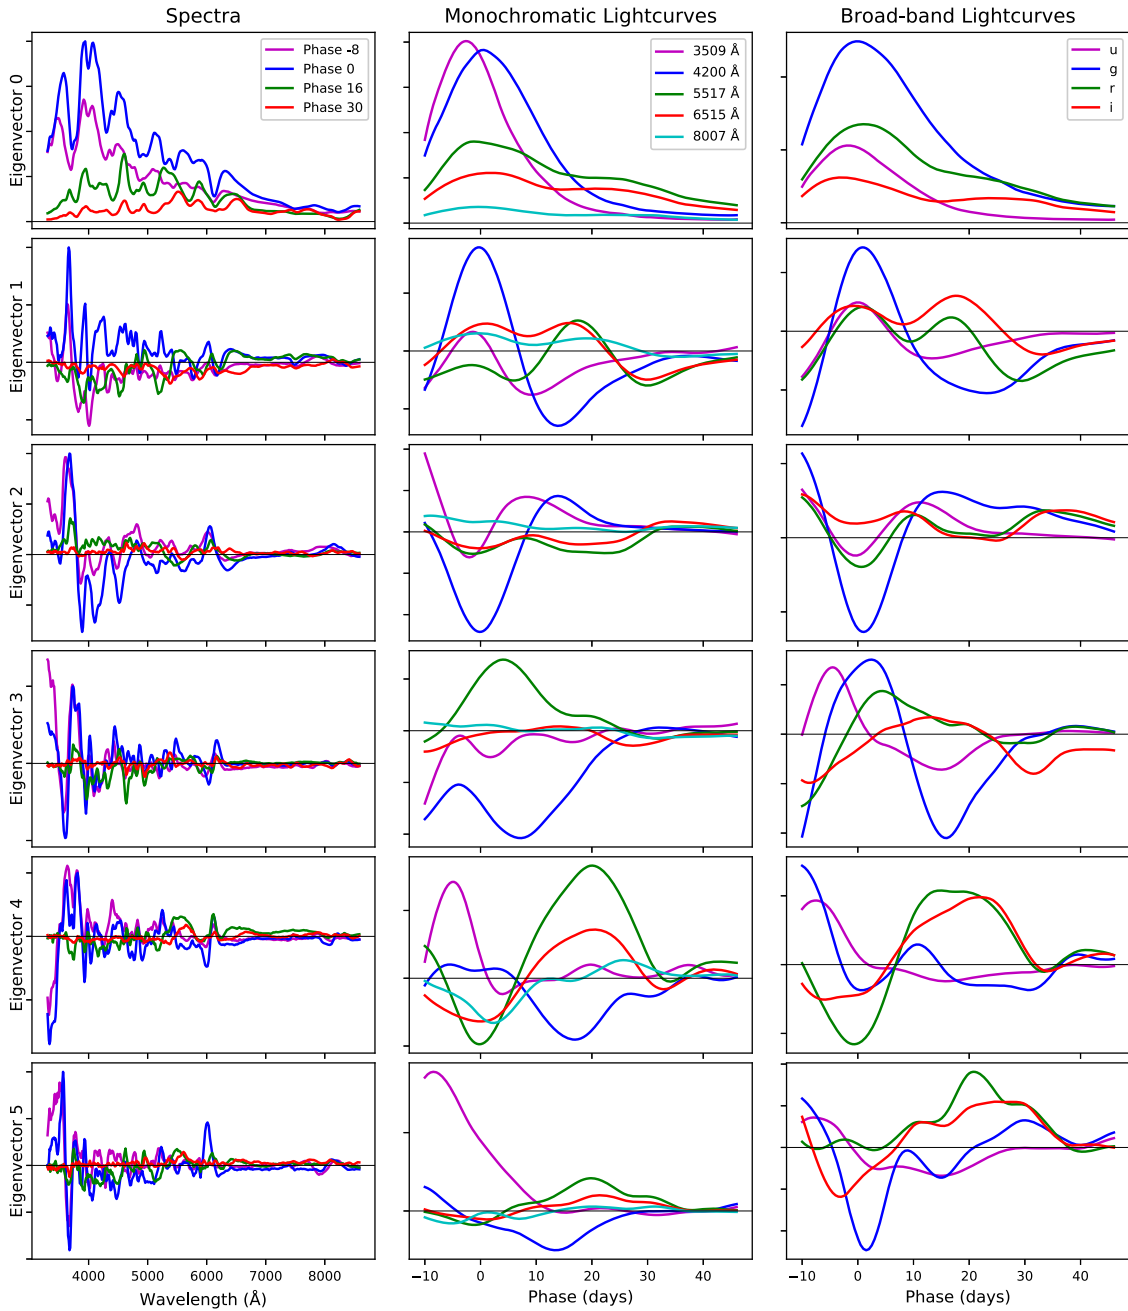 Spectra
Monochromatic Lightcurves
Broad-band Lightcurves
Eigenvector 0
Phase -8
Phase 0
Phase 16
Phase 30
3509 Å
4200 Å
5517 Å
6515 Å
8007 Å
u
g
r
i
Eigenvector 1
Eigenvector 2
Eigenvector 3
Eigenvector 4
Eigenvector 5
4000 5000 6000 7000 8000
−10 0 10 20 30 40
−10 0 10 20 30 40
Wavelength (Å)
Phase (days)
Phase (days)